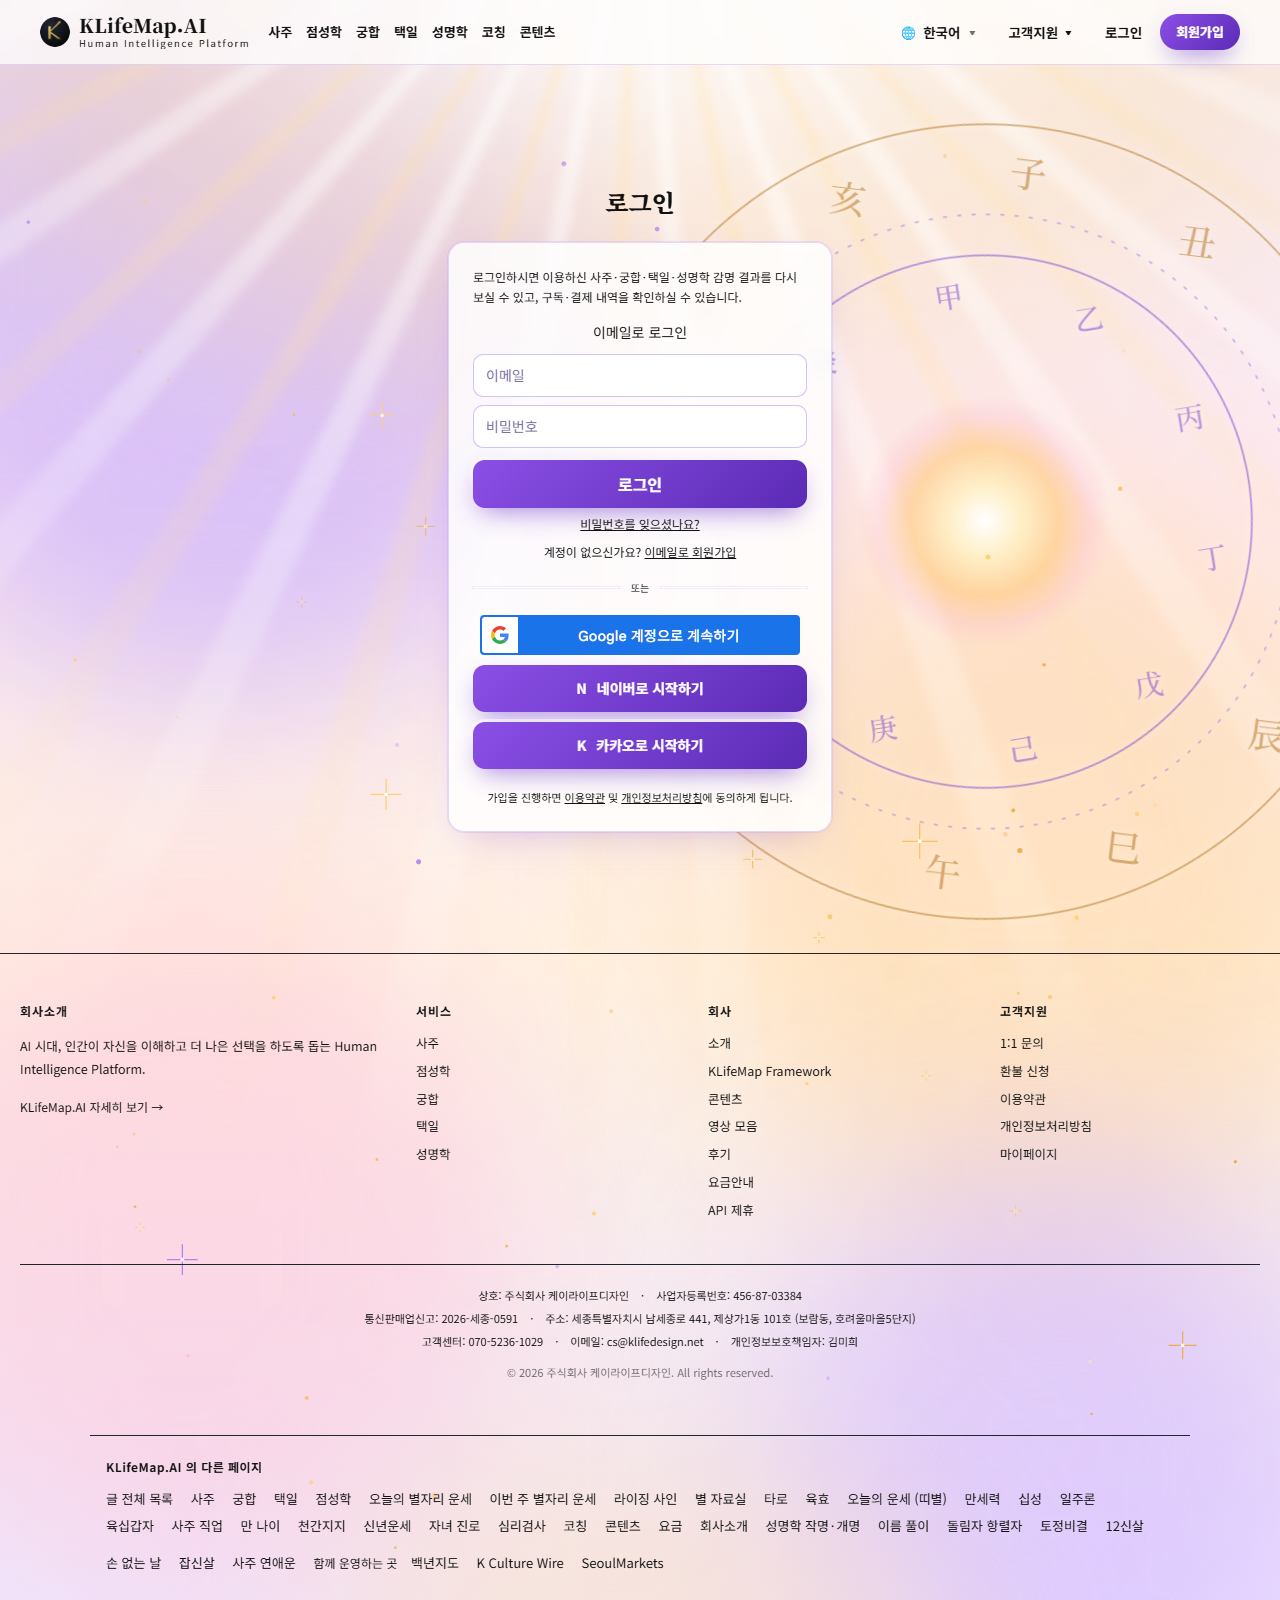 KLifeMap.AI
Human Intelligence Platform
사주 점성학 궁합 택일 성명학 코칭 콘텐츠
한국어 ▼ 고객지원 ▼ 로그인 회원가입
로그인
로그인하시면 이용하신 사주·궁합·택일·성명학 감명 결과를 다시
보실 수 있고, 구독·결제 내역을 확인하실 수 있습니다.
이메일로 로그인
이메일
비밀번호
로그인
비밀번호를 잊으셨나요?
계정이 없으신가요? 이메일로 회원가입
또는
Google 계정으로 계속하기
N 네이버로 시작하기
K 카카오로 시작하기
가입을 진행하면 이용약관 및 개인정보처리방침에 동의하게 됩니다.
亥 子 丑
甲 乙
丙
丁
戊
庚 己
辰
午 巳
회사소개
AI 시대, 인간이 자신을 이해하고 더 나은 선택을 하도록 돕는 Human
Intelligence Platform.
KLifeMap.AI 자세히 보기 →
서비스
사주
점성학
궁합
택일
성명학
회사
소개
KLifeMap Framework
콘텐츠
영상 모음
후기
요금안내
API 제휴
고객지원
1:1 문의
환불 신청
이용약관
개인정보처리방침
마이페이지
상호: 주식회사 케이라이프디자인 · 사업자등록번호: 456-87-03384
통신판매업신고: 2026-세종-0591 · 주소: 세종특별자치시 남세종로 441, 제상가1동 101호 (보람동, 호려울마을5단지)
고객센터: 070-5236-1029 · 이메일: cs@klifedesign.net · 개인정보보호책임자: 김미희
© 2026 주식회사 케이라이프디자인. All rights reserved.
KLifeMap.AI 의 다른 페이지
글 전체 목록 사주 궁합 택일 점성학 오늘의 별자리 운세 이번 주 별자리 운세 라이징 사인 별 자료실 타로 육효 오늘의 운세 (띠별) 만세력 십성 일주론
육십갑자 사주 직업 만 나이 천간지지 신년운세 자녀 진로 심리검사 코칭 콘텐츠 요금 회사소개 성명학 작명·개명 이름 풀이 돌림자 항렬자 토정비결 12신살
손 없는 날 잡신살 사주 연애운 함께 운영하는 곳 백년지도 K Culture Wire SeoulMarkets